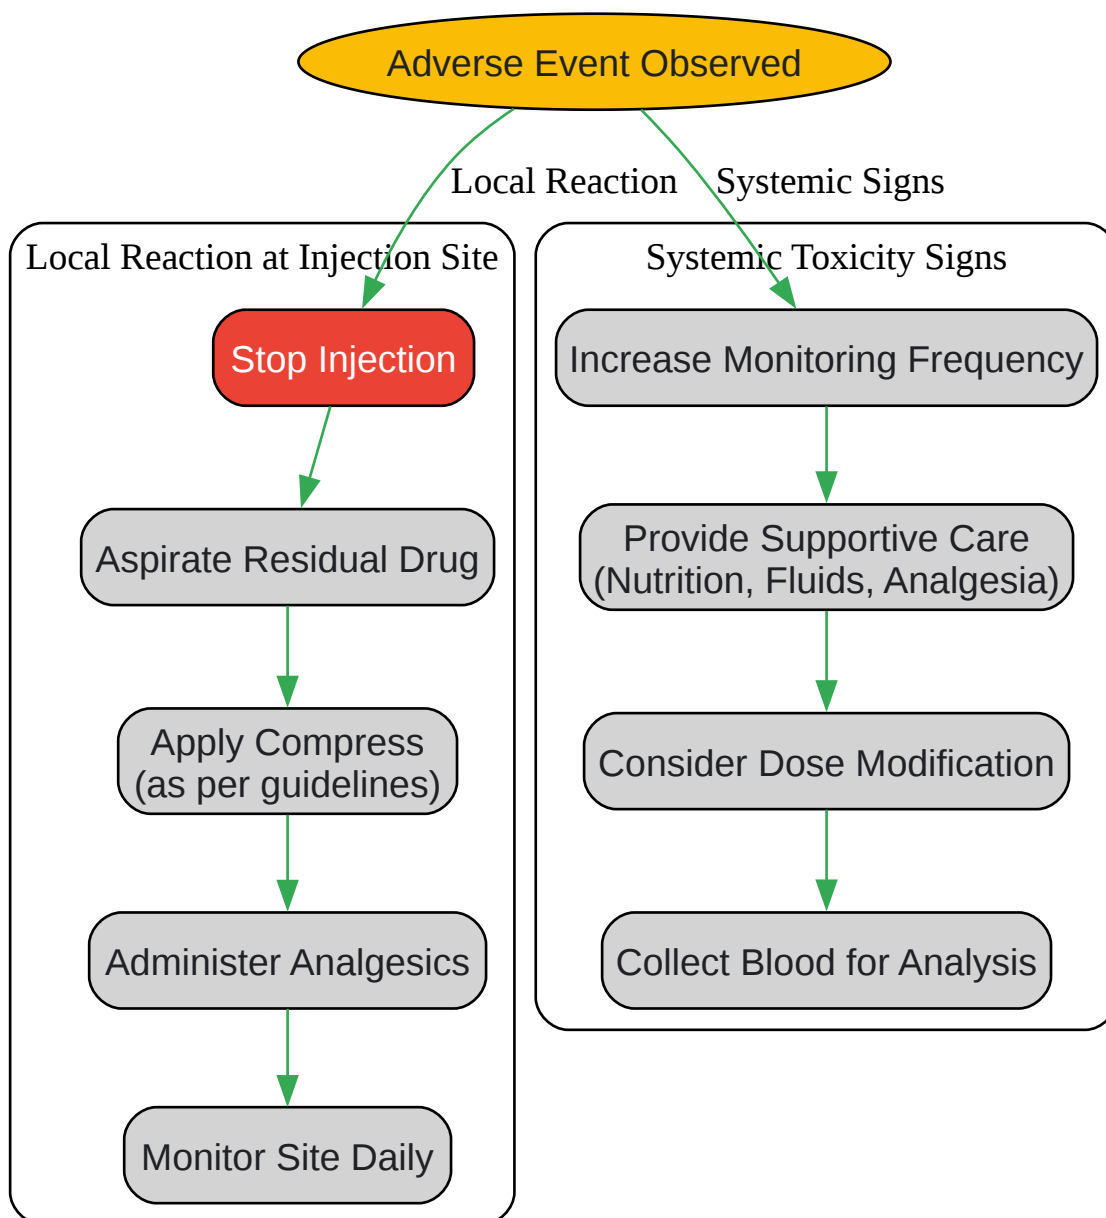 Adverse Event Observed
Local Reaction
Systemic Signs
Local Reaction at Injection Site
Stop Injection
Aspirate Residual Drug
Apply Compress
(as per guidelines)
Administer Analgesics
Monitor Site Daily
Systemic Toxicity Signs
Increase Monitoring Frequency
Provide Supportive Care
(Nutrition, Fluids, Analgesia)
Consider Dose Modification
Collect Blood for Analysis